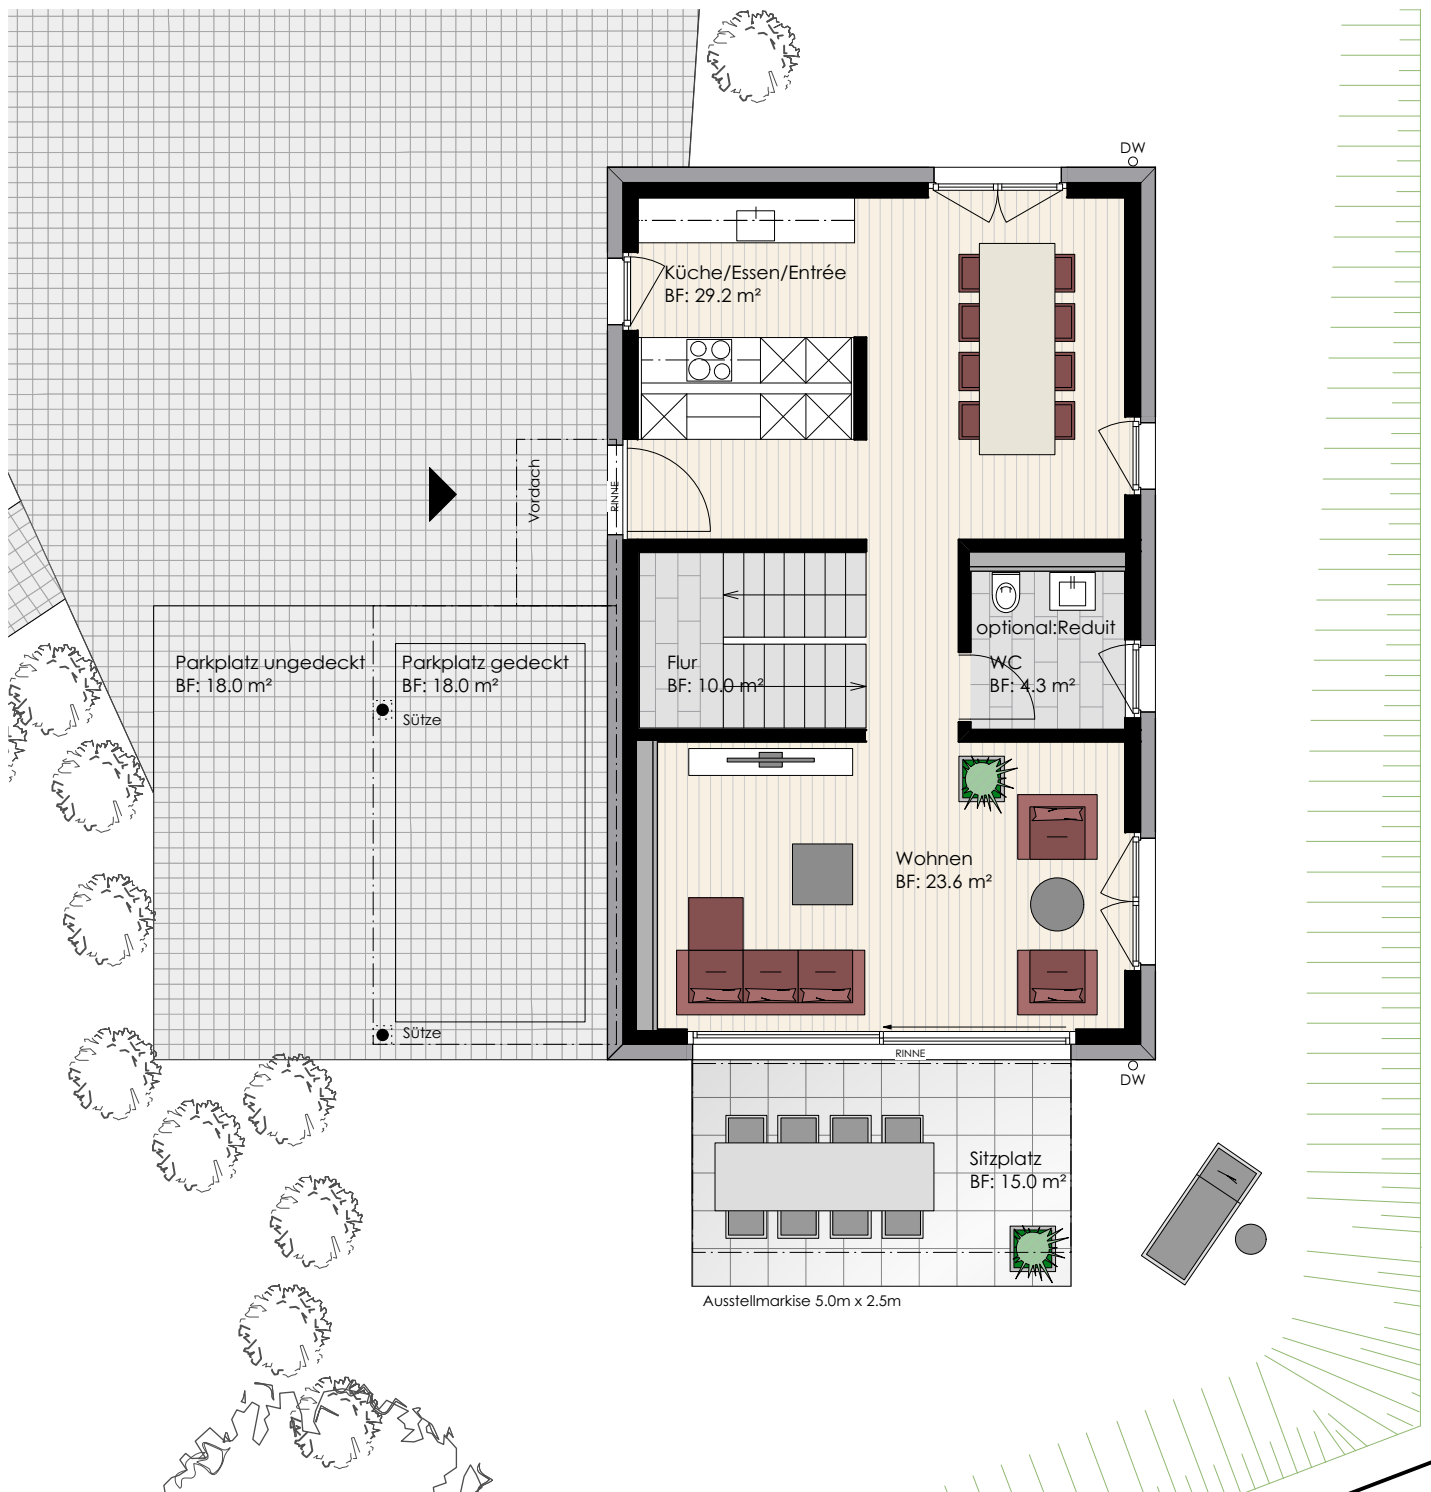 DW
Küche/Essen/Entrée
BF: 29.2 m²
Vordach
RINNE
optional:Reduit
Parkplatz ungedeckt
BF: 18.0 m²
Parkplatz gedeckt
BF: 18.0 m²
Flur
BF: 10.0 m²
WC
BF: 4.3 m²
Sütze
Wohnen
BF: 23.6 m²
Sütze
RINNE
DW
Sitzplatz
BF: 15.0 m²
Ausstellmarkise 5.0m x 2.5m